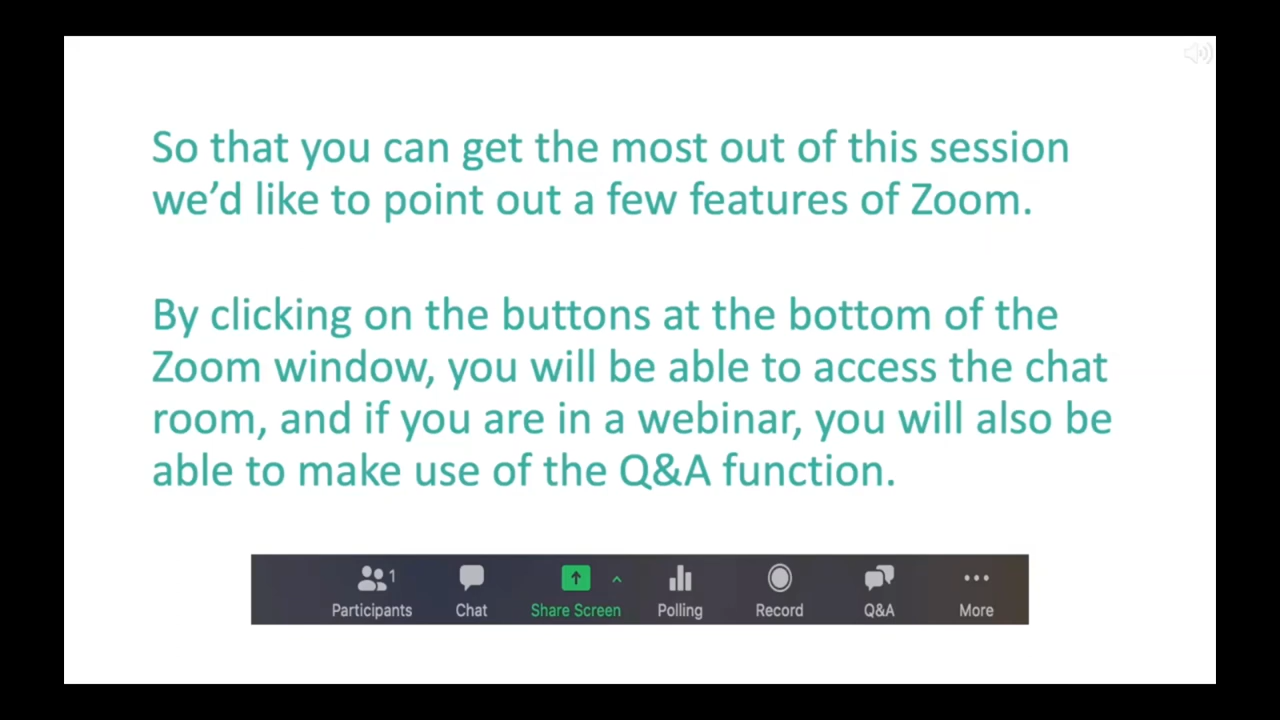 So that you can get the most out of this session
we’d like to point out a few features of Zoom.
By clicking on the buttons at the bottom of the
Zoom window, you will be able to access the chat
room, and if you are in a webinar, you will also be
able to make use of the Q&A function.
1
Participants Chat Share Screen Polling Record Q&A More